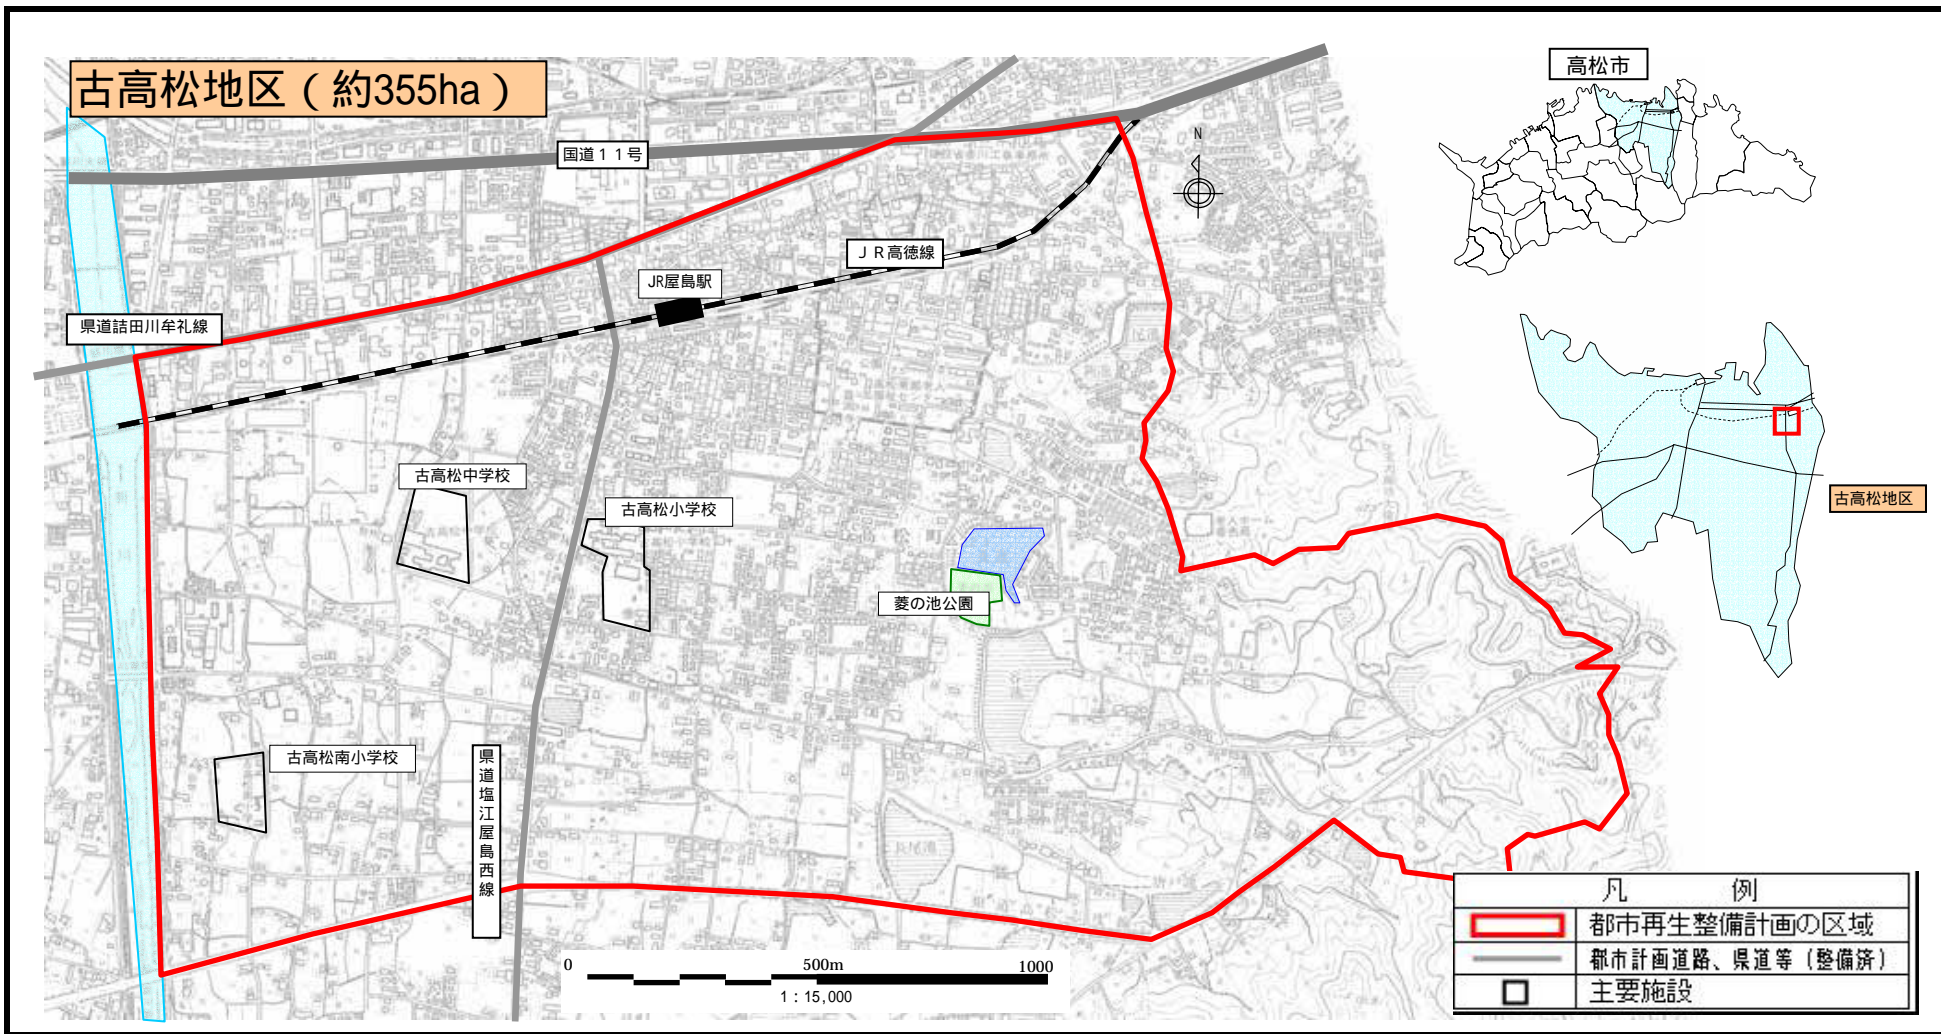 古高松地区（約355ha）
高松市
国道１１号
N
ＪＲ高徳線
JR屋島駅
県道詰田川牟礼線
古高松中学校
古高松小学校
古高松地区
菱の池公園
古高松南小学校
県道塩江屋島西線
長尾池
0 500m 1000
1：15,000
凡 例
都市再生整備計画の区域
都市計画道路、県道等（整備済）
主要施設